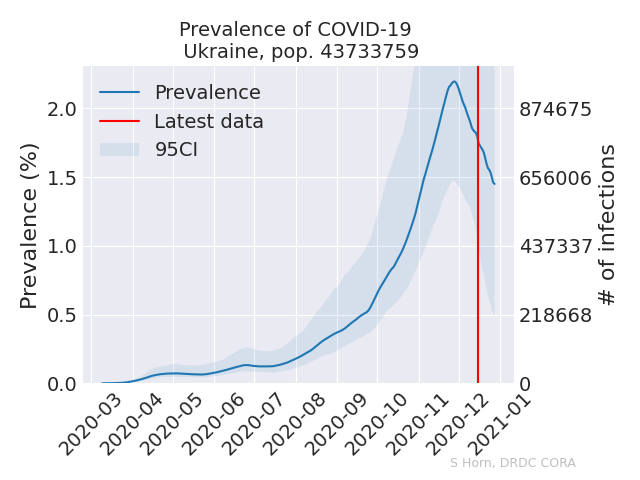 Prevalence of COVID-19
Ukraine, pop. 43733759
Prevalence
Latest data
95CI
Prevalence (%)
2.0
1.5
1.0
0.5
0.0
874675
656006
437337
218668
0
# of infections
2020-03
2020-04
2020-05
2020-06
2020-07
2020-08
2020-09
2020-10
2020-11
2020-12
2021-01
S Horn, DRDC CORA